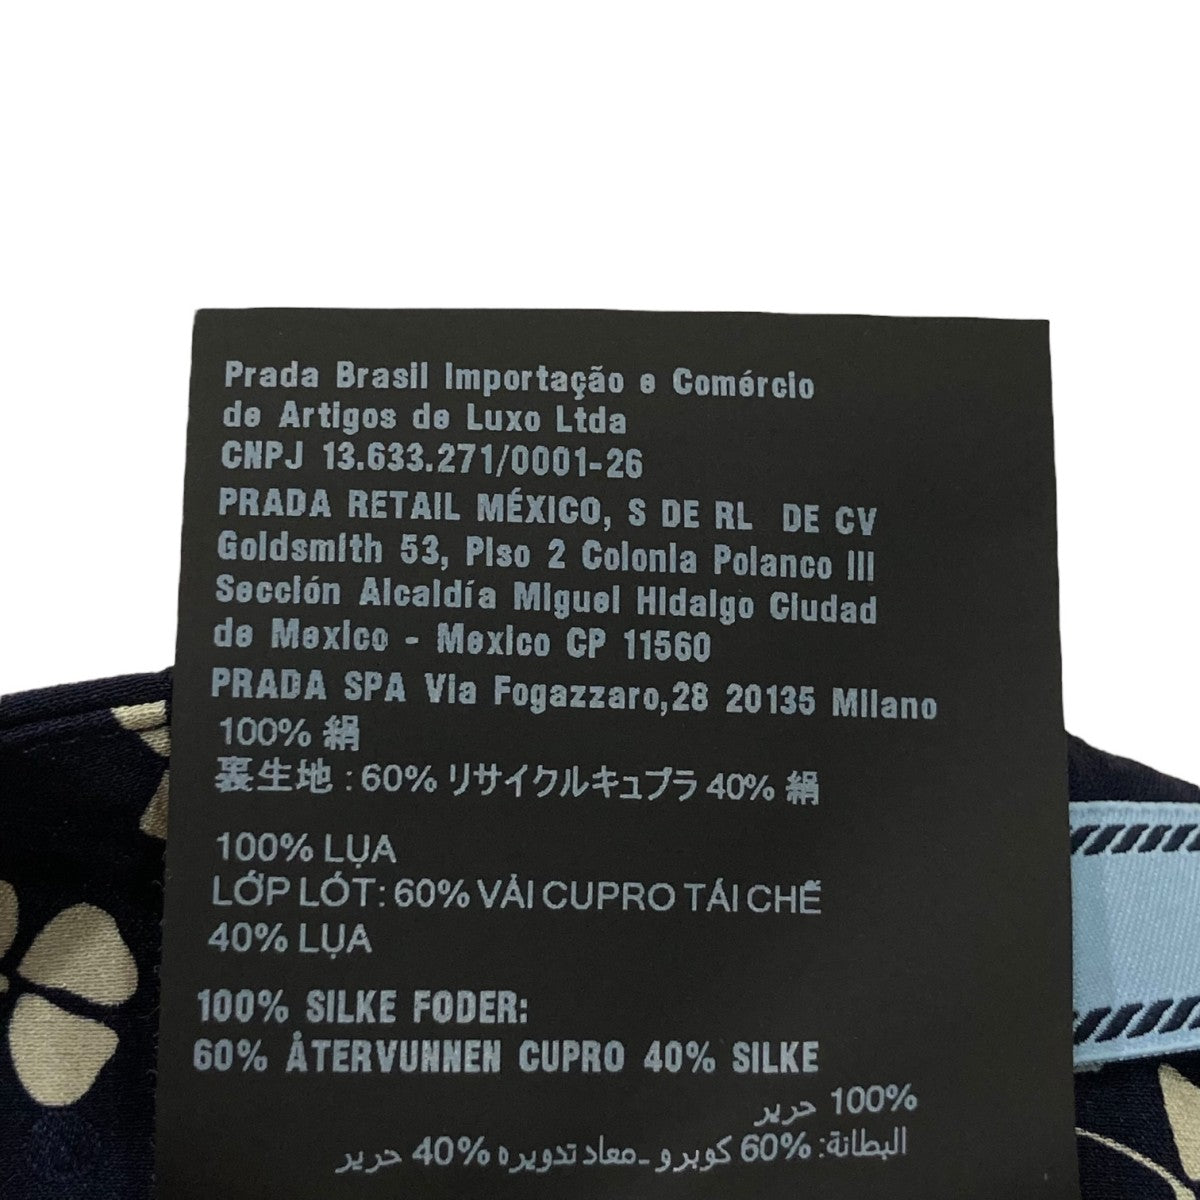 Prada Brasil Importação e Comércio
de Artigos de Luxo Ltda
CNPJ 13.633.271/0001-26
PRADA RETAIL MÉXICO, S DE RL DE CV
Goldsmith 53, Piso 2 Colonia Polanco III
Sección Alcaldía Miguel Hidalgo Ciudad
de Mexico - Mexico CP 11560
PRADA SPA Via Fogazzaro,28 20135 Milano
100% 絹
裏生地 : 60% リサイクルキュプラ 40% 絹
100% LỤA
LỚP LÓT: 60% VẢI CUPRO TÁI CHẾ
40% LỤA
100% SILKE FODER:
60% ÅTERVUNNEN CUPRO 40% SILKE
100% حرير
البطانة: 60% كوبرو - معاد تدويره 40% حرير